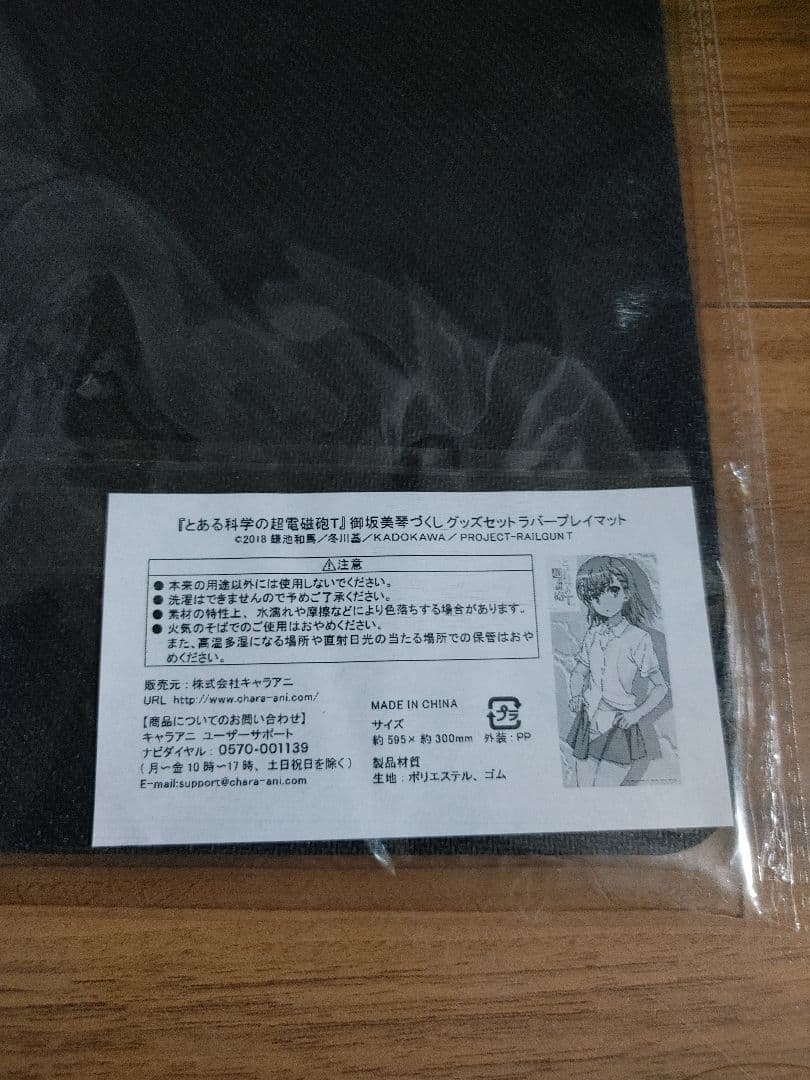 『とある科学の超電磁砲T』御坂美琴づくしグッズセットラバープレイマット
©2018 鎌池和馬/冬川基/KADOKAWA/PROJECT-RAILGUN T
⚠注意
● 本来の用途以外には使用しないでください。
● 洗濯はできませんので予めご了承ください。
● 素材の特性上、水濡れや摩擦などにより色落ちする場合があります。
● 火気のそばでのご使用はおやめください。
また、高温多湿になる場所や直射日光の当たる場所での保管はおや
めください。
販売元:株式会社キャラアニ
URL http://www.chara-ani.com/
【商品についてのお問い合わせ】
キャラアニ ユーザーサポート
ナビダイヤル:0570-001139
(月～金10時～17時、土日祝日を除く)
E-mail:support@chara-ani.com
MADE IN CHINA
サイズ
約595×約300mm
プラ
外装:PP
製品材質
生地:ポリエステル、ゴム